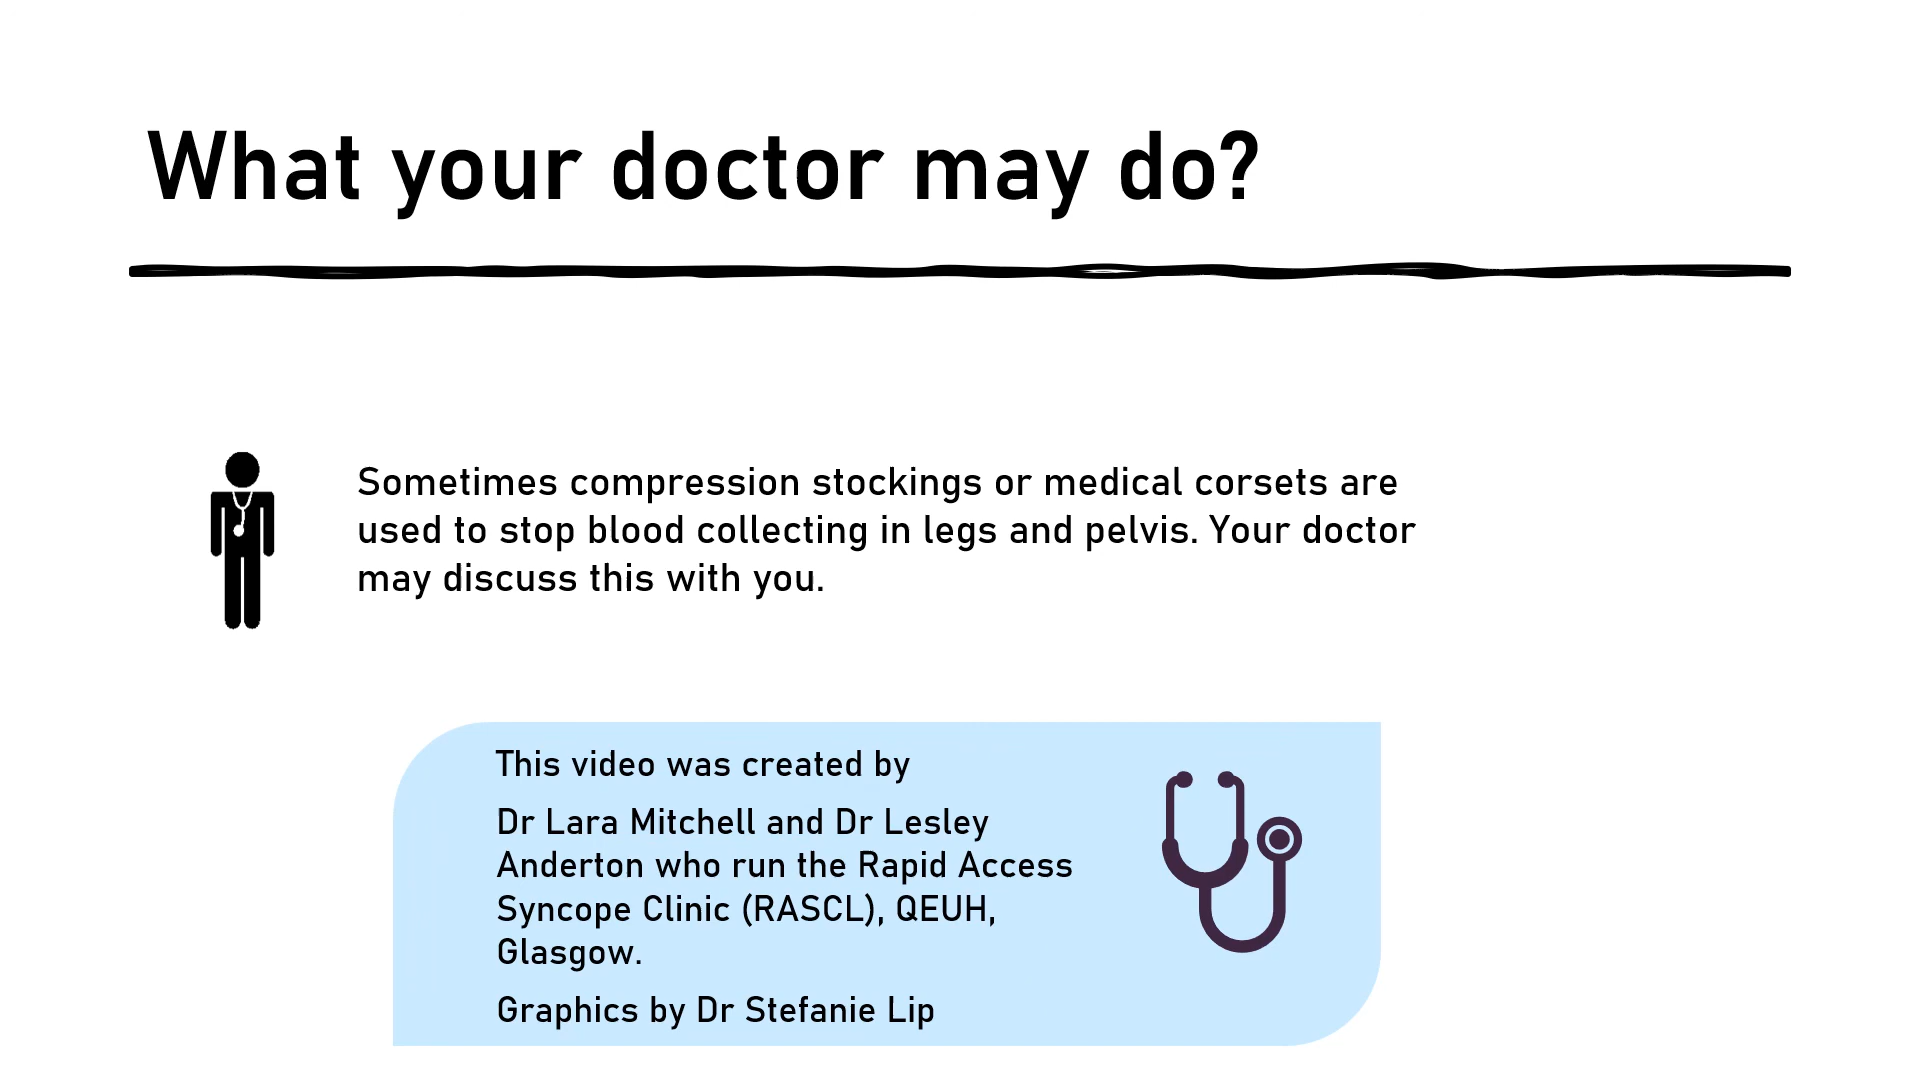 What your doctor may do?
Sometimes compression stockings or medical corsets are
used to stop blood collecting in legs and pelvis. Your doctor
may discuss this with you.
This video was created by
Dr Lara Mitchell and Dr Lesley
Anderton who run the Rapid Access
Syncope Clinic (RASCL), QEUH,
Glasgow.
Graphics by Dr Stefanie Lip